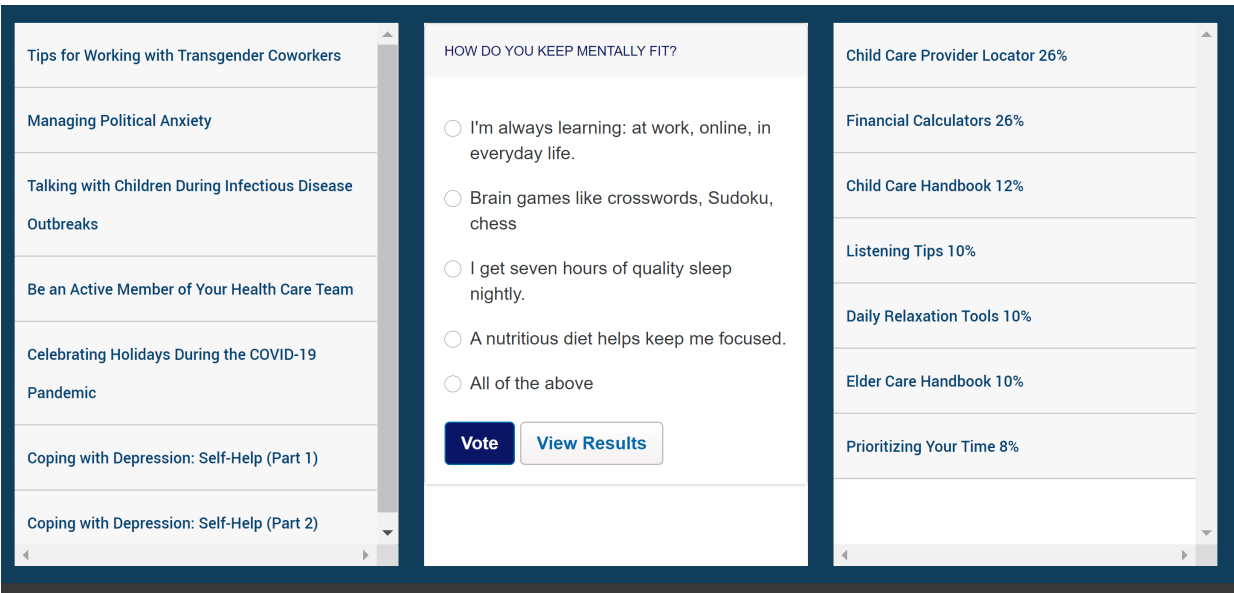 Tips for Working with Transgender Coworkers
Managing Political Anxiety
Talking with Children During Infectious Disease
Outbreaks
Be an Active Member of Your Health Care Team
Celebrating Holidays During the COVID-19
Pandemic
Coping with Depression: Self-Help (Part 1)
Coping with Depression: Self-Help (Part 2)
HOW DO YOU KEEP MENTALLY FIT?
I'm always learning: at work, online, in
everyday life.
Brain games like crosswords, Sudoku,
chess
I get seven hours of quality sleep
nightly.
A nutritious diet helps keep me focused.
All of the above
Vote View Results
Child Care Provider Locator 26%
Financial Calculators 26%
Child Care Handbook 12%
Listening Tips 10%
Daily Relaxation Tools 10%
Elder Care Handbook 10%
Prioritizing Your Time 8%